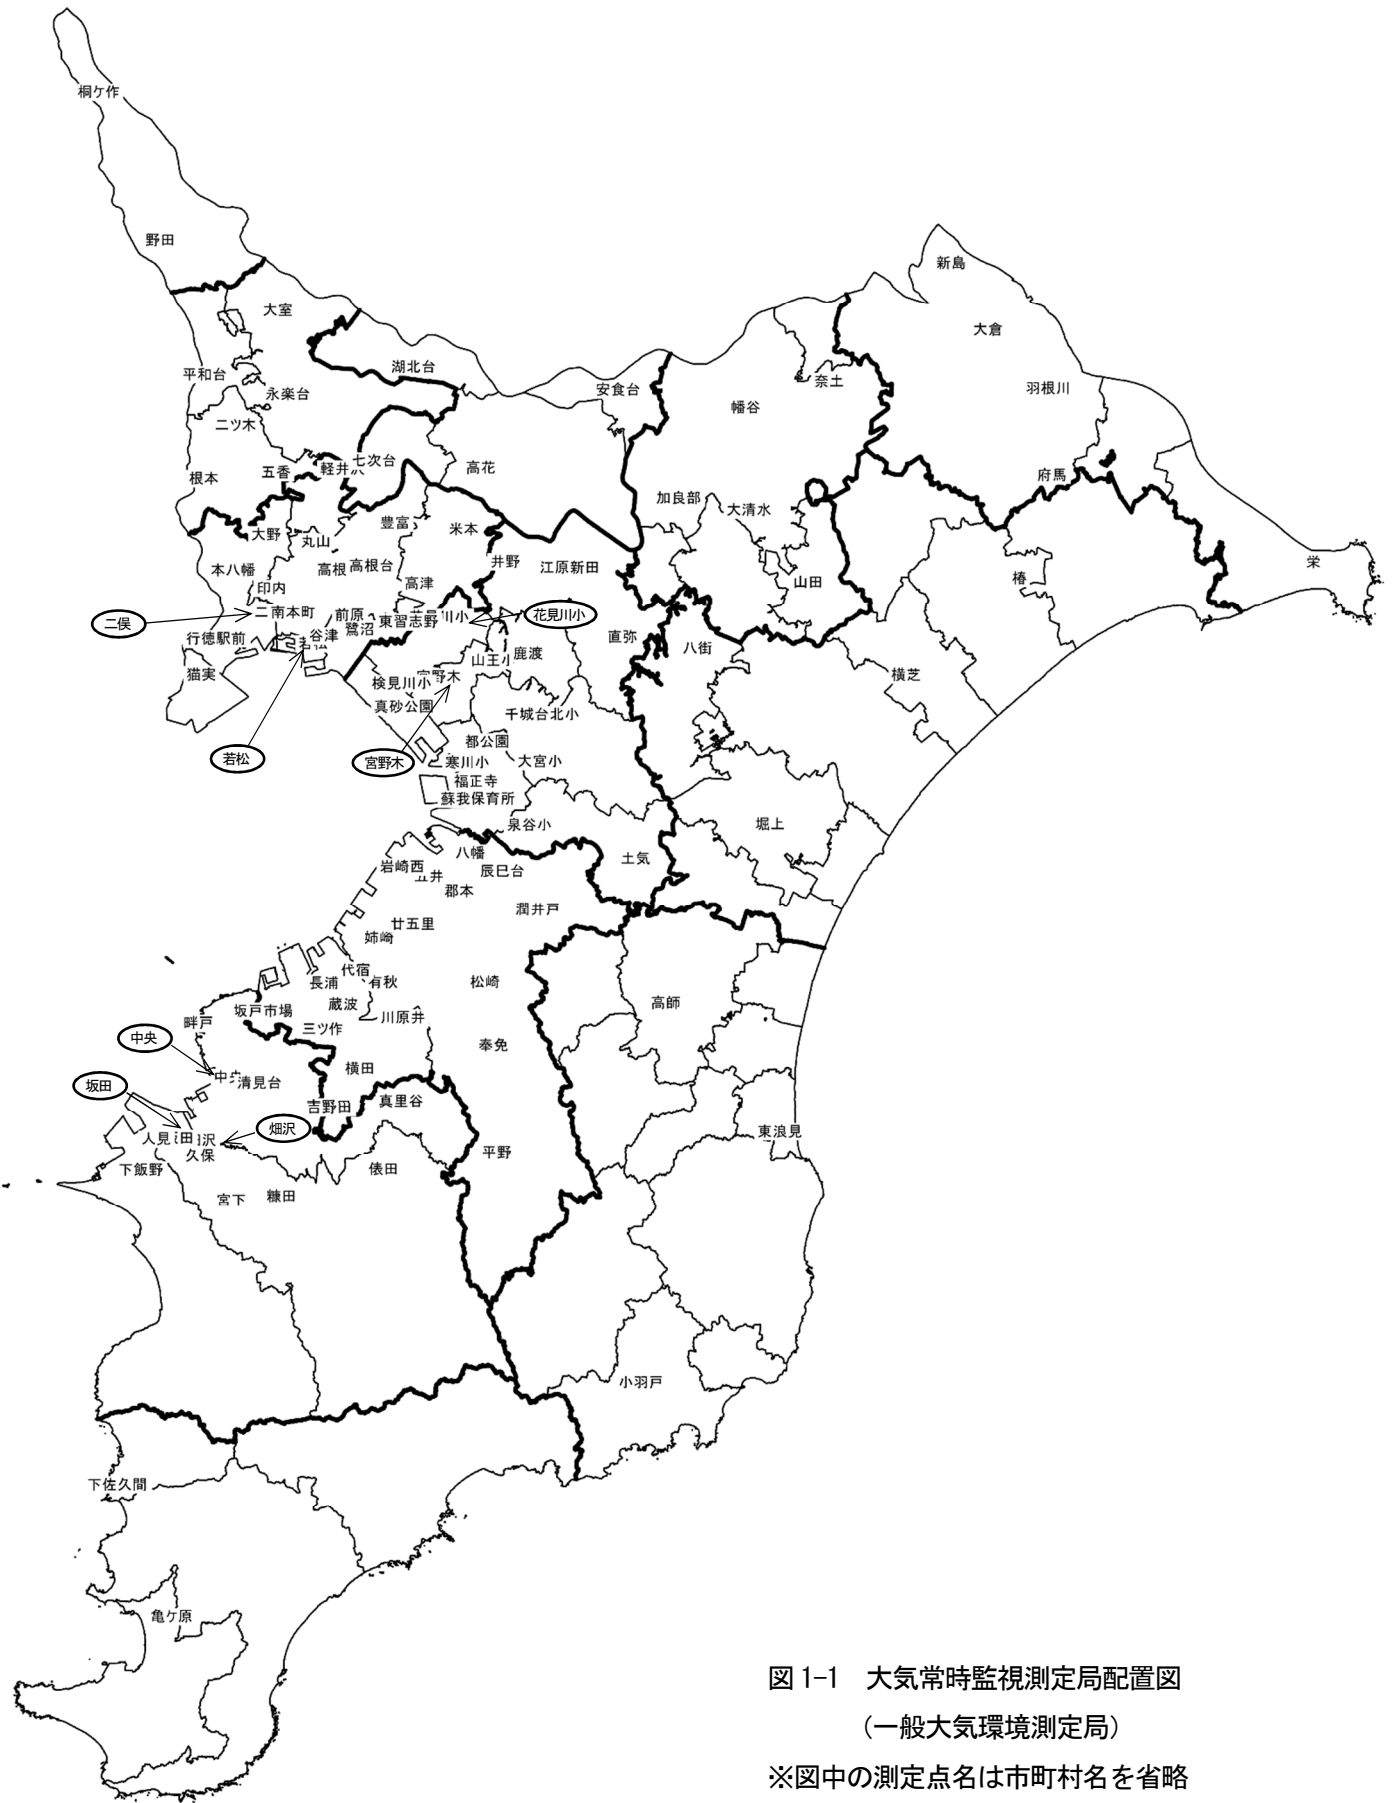 桐ケ作
野田
新島
大室
大倉
湖北台
平和台
奈土
安食台
羽根川
永楽台
幡谷
二ツ木
七次台
高花
五香
軽井
根本
府馬
加良部
大清水
豊富
米本
大野
丸山
井野
栄
本八幡
高根
高根台
江原新田
椿
高津
山田
印内
二俣
二
南本町
前原
東習志野
川小
花見川小
鷺沼
谷津
行徳駅前
直弥
八街
鹿渡
山王小
猫実
横芝
検見川小
宮野木
真砂公園
千城台北小
都公園
若松
宮野木
寒川小
大宮小
福正寺
蘇我保育所
泉谷小
堀上
八幡
土気
岩崎西
五井
辰巳台
郡本
潤井戸
廿五里
姉崎
代宿
長浦
有秋
松崎
蔵波
高師
坂戸市場
川原井
畔戸
三ツ作
中央
奉免
横田
中央
清見台
坂田
真里谷
吉野田
畑沢
東浪見
人見
坂田
畑沢
久保
平野
下飯野
俵田
宮下
糠田
小羽戸
下佐久間
亀ケ原
図1-1　大気常時監視測定局配置図
（一般大気環境測定局）
※図中の測定点名は市町村名を省略